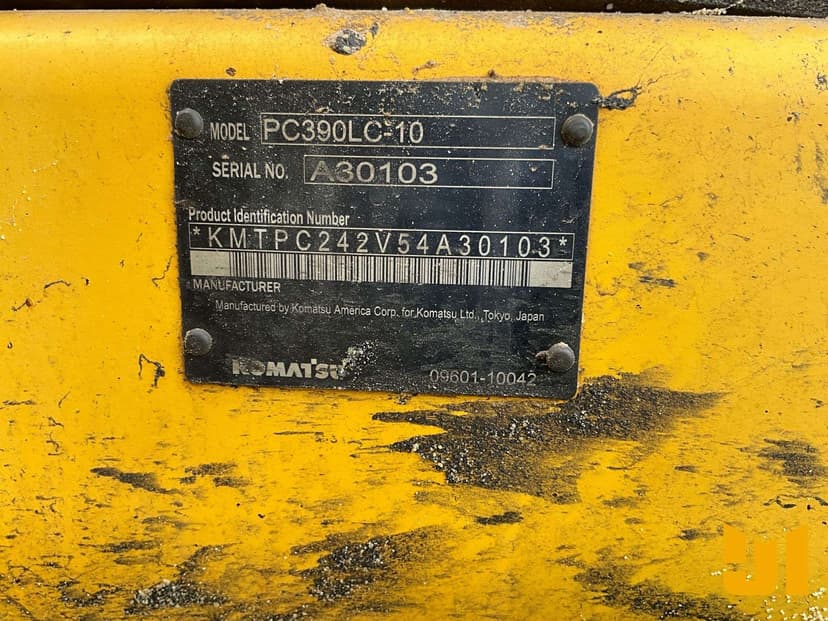 MODEL PC390LC-10
SERIAL NO. A30103
Product Identification Number
*KMTPC242V54A30103*
MANUFACTURER
Manufactured by Komatsu America Corp. for Komatsu Ltd., Tokyo, Japan
KOMATSU 09601-10042